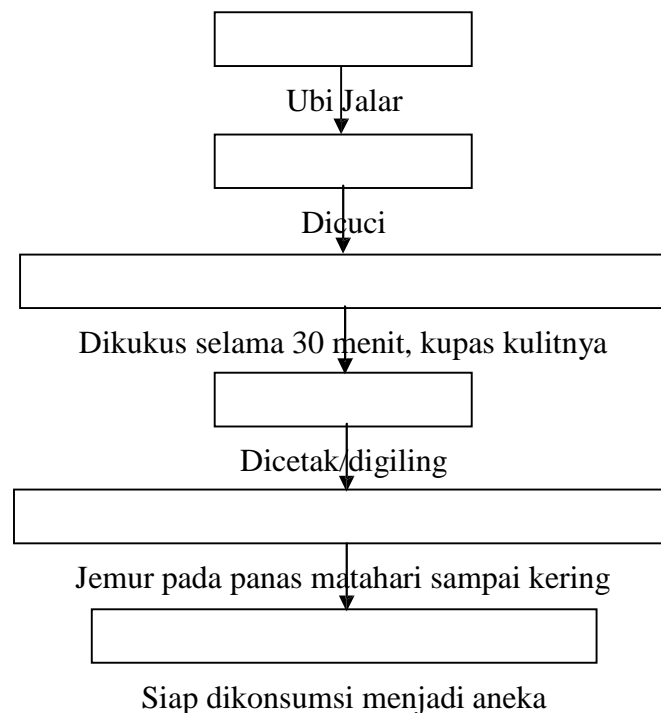 Ubi Jalar
Dicuci
Dikukus selama 30 menit, kupas kulitnya
Dicetak/digiling
Jemur pada panas matahari sampai kering
Siap dikonsumsi menjadi aneka